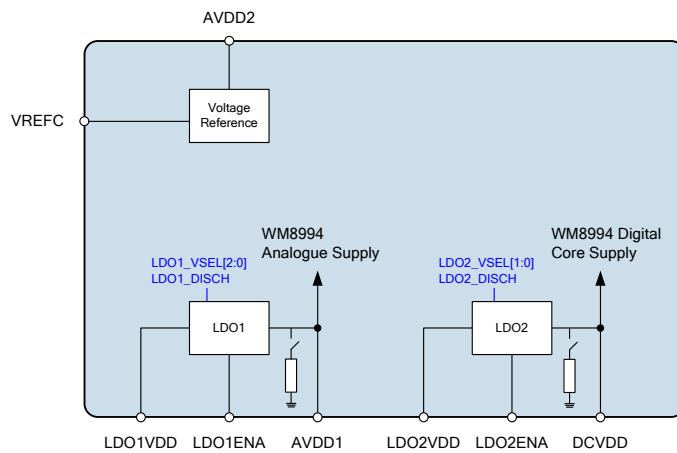 AVDD2
VREFC
Voltage
Reference
WM8994
Analogue Supply
LDO1_VSEL[2:0]
LDO1_DISCH
LDO1
WM8994 Digital
Core Supply
LDO2_VSEL[1:0]
LDO2_DISCH
LDO2
LDO1VDD
LDO1ENA
AVDD1
LDO2VDD
LDO2ENA
DCVDD